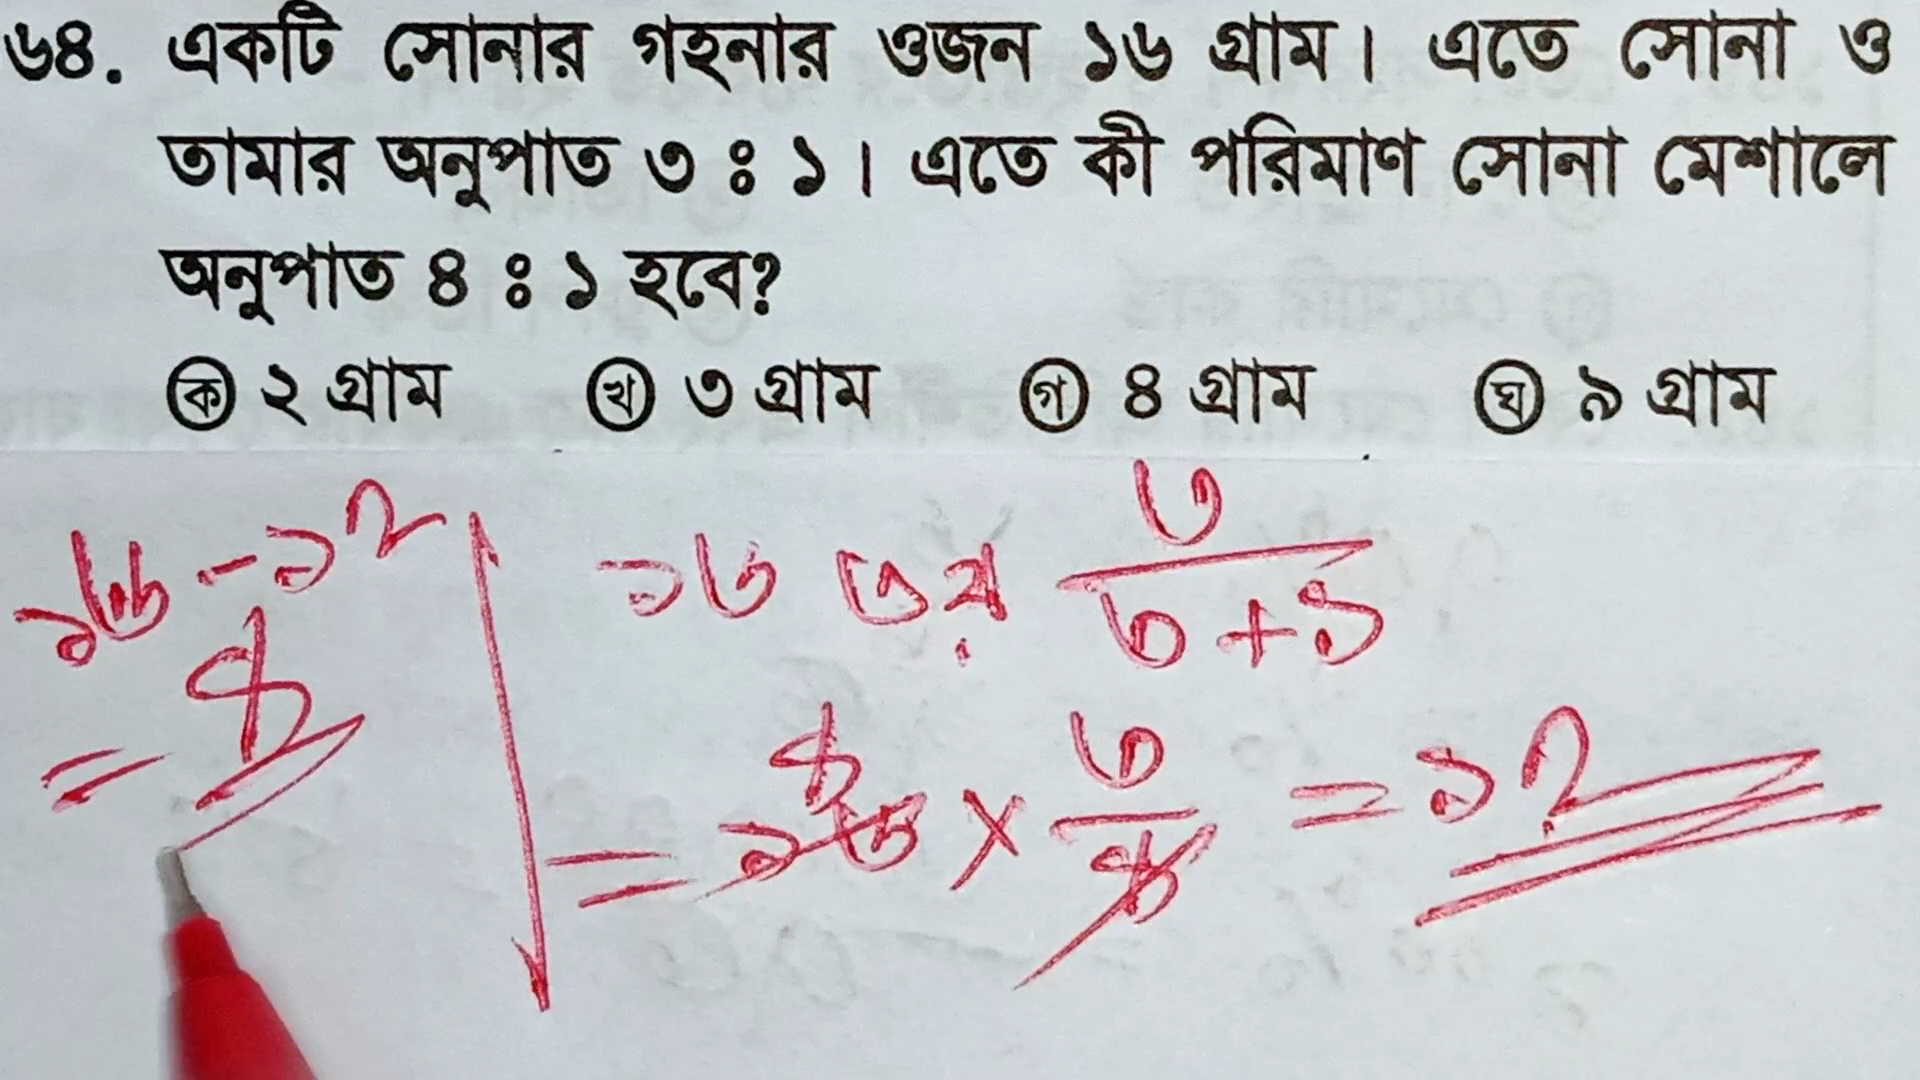 ৬৪. একটি সোনার গহনার ওজন ১৬ গ্রাম। এতে সোনা ও
তামার অনুপাত ৩ ঃ ১। এতে কী পরিমাণ সোনা মেশালে
অনুপাত ৪ ঃ ১ হবে?
ক ২ গ্রাম খ ৩ গ্রাম গ ৪ গ্রাম ঘ ৯ গ্রাম
১৬ - ১২
= ৪
১৬ এর ৩/৩+১
= ১৬ × ৩/৪ = ১২
৪